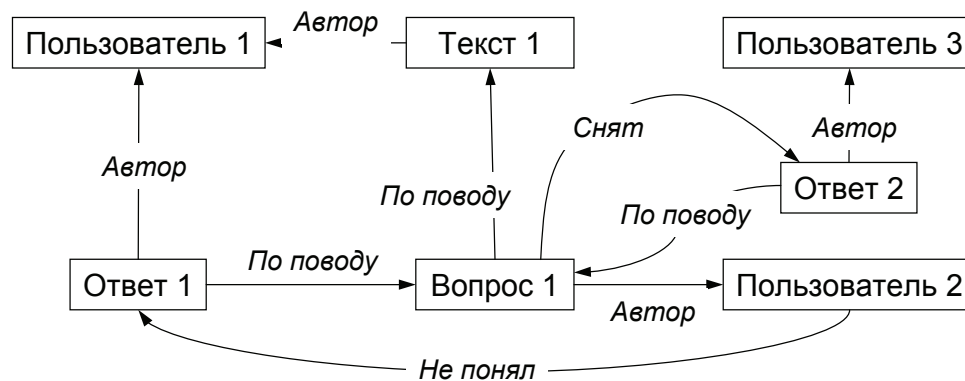 Автор
Пользователь 1
Текст 1
Пользователь 3
Снят
Автор
Автор
Ответ 2
По поводу
По поводу
По поводу
Ответ 1
Вопрос 1
Пользователь 2
Автор
Не понял